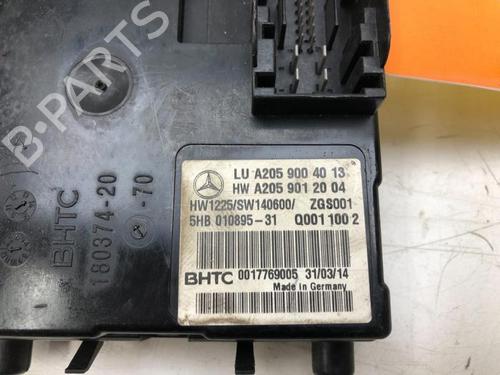 B-PARTS
BHTC
180374-20
-70
LU A205 900 40 13
HW A205 901 20 04
HW1225/SW140600/ ZGS001
5HB 010895-31 Q001 100 2
BHTC 0017769005 31/03/14
Made in Germany